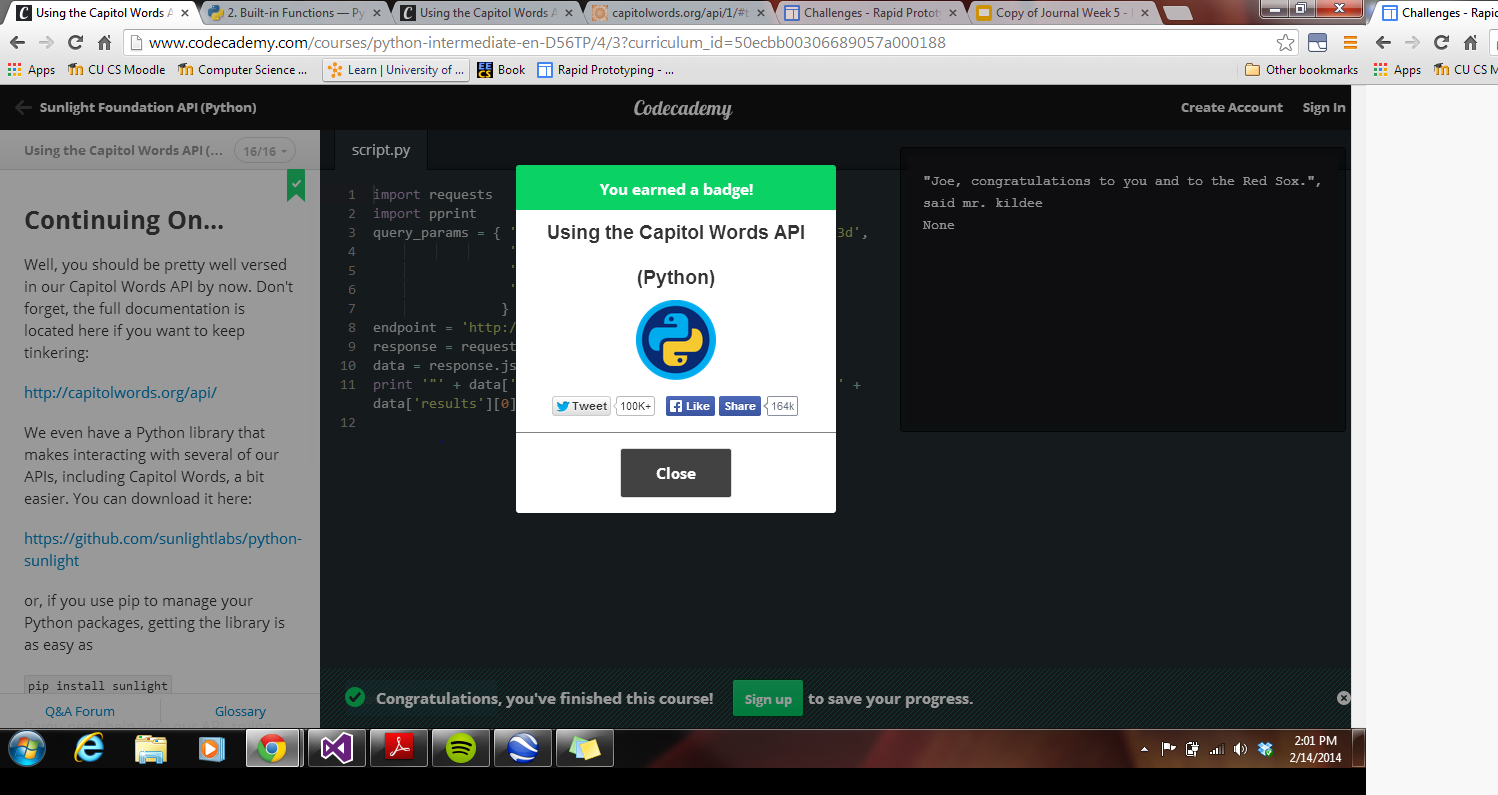 Using the Capitol Words A
2. Built-in Functions — Py
Using the Capitol Words A
capitolwords.org/api/1/#t
Challenges - Rapid Protot
Copy of Journal Week 5 -
Challenges - Rapid
www.codecademy.com/courses/python-intermediate-en-D56TP/4/3?curriculum_id=50ecbb00306689057a000188
Apps
CU CS Moodle
Computer Science ...
Learn | University of ...
Book
Rapid Prototyping - ...
Other bookmarks
Apps
CU CS M
Sunlight Foundation API (Python)
Codecademy
Create Account
Sign In
Using the Capitol Words API (...
16/16
Continuing On...
Well, you should be pretty well versed
in our Capitol Words API by now. Don't
forget, the full documentation is
located here if you want to keep
tinkering:
http://capitolwords.org/api/
We even have a Python library that
makes interacting with several of our
APIs, including Capitol Words, a bit
easier. You can download it here:
https://github.com/sunlightlabs/python-
sunlight
or, if you use pip to manage your
Python packages, getting the library is
as easy as
pip install sunlight
Q&A Forum
Glossary
script.py
1 import requests
2 import pprint
3 query_params = { ' 3d',
4 '
5 '
6 '
7 }
8 endpoint = 'http:/
9 response = request
10 data = response.js
11 print '"' + data[' ' +
data['results'][0]
12
You earned a badge!
Using the Capitol Words API
(Python)
Tweet
100K+
Like
Share
164k
Close
"Joe, congratulations to you and to the Red Sox.",
said mr. kildee
None
Congratulations, you've finished this course!
Sign up
to save your progress.
2:01 PM
2/14/2014